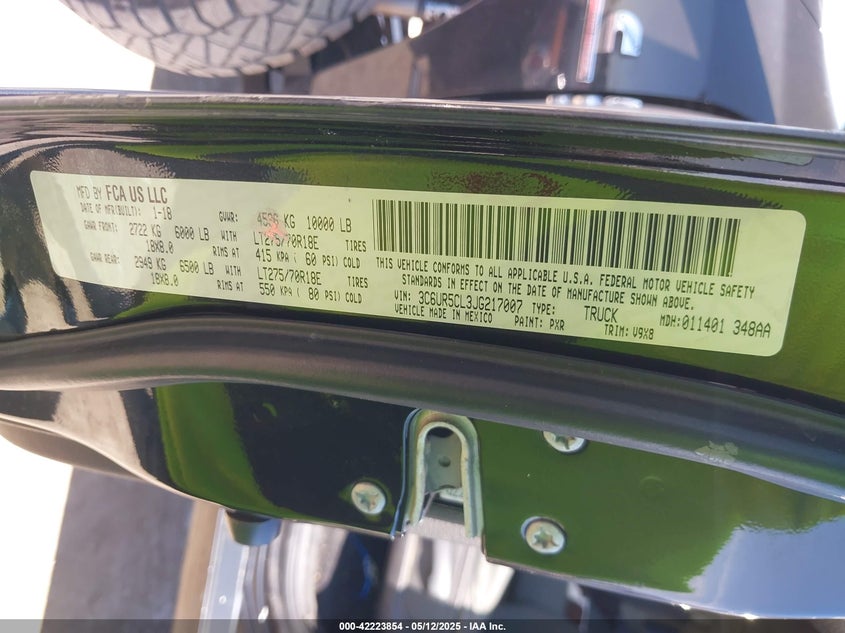 MFD BY FCA US LLC
DATE OF MFR(BUILT): 1-18 GVWR: 4536 KG 10000 LB
GAWR FRONT: 2722 KG 6000 LB WITH LT275/70R18E TIRES
18X8.0 RIMS AT 415 KPA ( 60 PSI) COLD
GAWR REAR: 2949 KG 6500 LB WITH LT275/70R18E TIRES
18X8.0 RIMS AT 550 KPA ( 80 PSI) COLD
THIS VEHICLE CONFORMS TO ALL APPLICABLE U.S.A. FEDERAL MOTOR VEHICLE SAFETY
STANDARDS IN EFFECT ON THE DATE OF MANUFACTURE SHOWN ABOVE.
VIN: 3C6UR5CL3JG217007 TYPE: TRUCK MDH:011401 348AA
VEHICLE MADE IN MEXICO PAINT: PXR TRIM: V9X8
000-42223854 - 05/12/2025 - IAA Inc.